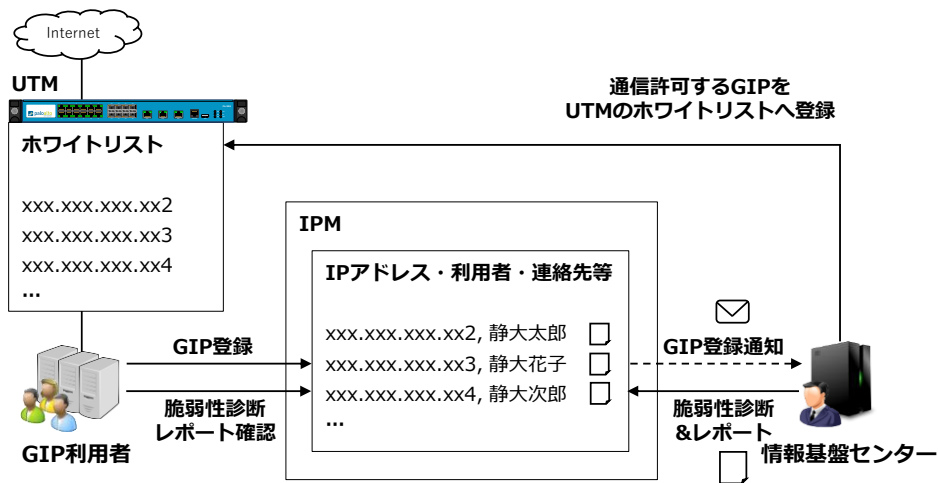 Internet
UTM
paloalto
通信許可するGIPを
UTMのホワイトリストへ登録
ホワイトリスト
xxx.xxx.xxx.xx2
xxx.xxx.xxx.xx3
xxx.xxx.xxx.xx4
...
IPM
IPアドレス・利用者・連絡先等
xxx.xxx.xxx.xx2, 静大太郎
xxx.xxx.xxx.xx3, 静大花子
xxx.xxx.xxx.xx4, 静大次郎
...
GIP登録
脆弱性診断
レポート確認
GIP利用者
GIP登録通知
脆弱性診断
&レポート
情報基盤センター